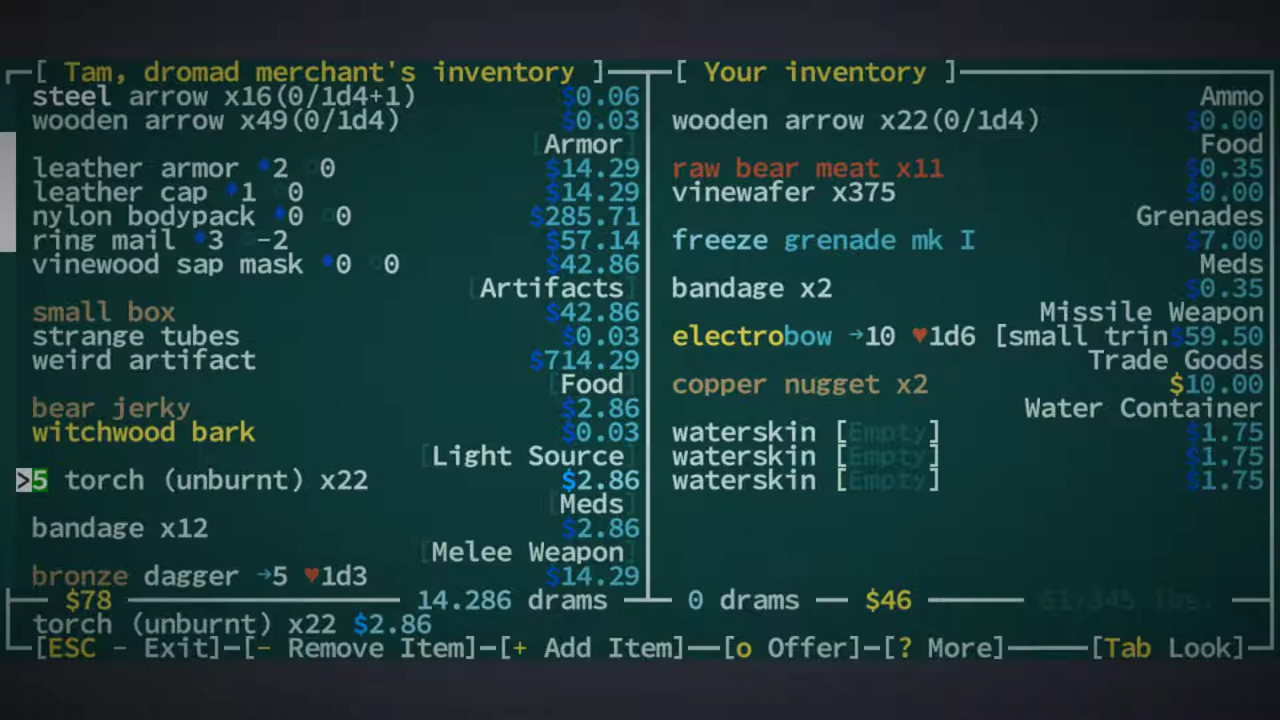 [ Tam, dromad merchant's inventory ]
steel arrow x16(0/1d4+1) $0.06
wooden arrow x49(0/1d4) $0.03
[Armor]
leather armor ♦2 ○0 $14.29
leather cap ♦1 ○0 $14.29
nylon bodypack ♦0 ○0 $285.71
ring mail ♦3 ○-2 $57.14
vinewood sap mask ♦0 ○0 $42.86
[Artifacts]
small box $42.86
strange tubes $0.03
weird artifact $714.29
[Food]
bear jerky $2.86
witchwood bark $0.03
[Light Source]
>5 torch (unburnt) x22 $2.86
[Meds]
bandage x12 $2.86
[Melee Weapon]
bronze dagger →5 ♥1d3 $14.29
$78 14.286 drams
[ Your inventory ]
Ammo
wooden arrow x22(0/1d4) $0.00
Food
raw bear meat x11 $0.35
vinewafer x375 $0.00
Grenades
freeze grenade mk I $7.00
Meds
bandage x2 $0.35
Missile Weapon
electrobow →10 ♥1d6 [small trin $59.50
Trade Goods
copper nugget x2 $10.00
Water Container
waterskin [Empty] $1.75
waterskin [Empty] $1.75
waterskin [Empty] $1.75
0 drams $46
torch (unburnt) x22 $2.86
[ESC - Exit] [- Remove Item] [+ Add Item] [o Offer] [? More] [Tab Look]